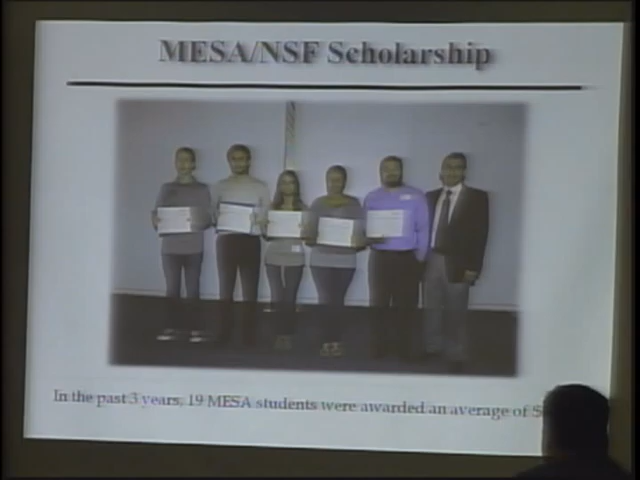 MESA/NSF Scholarship
In the past 3 years, 19 MESA students were awarded an average of